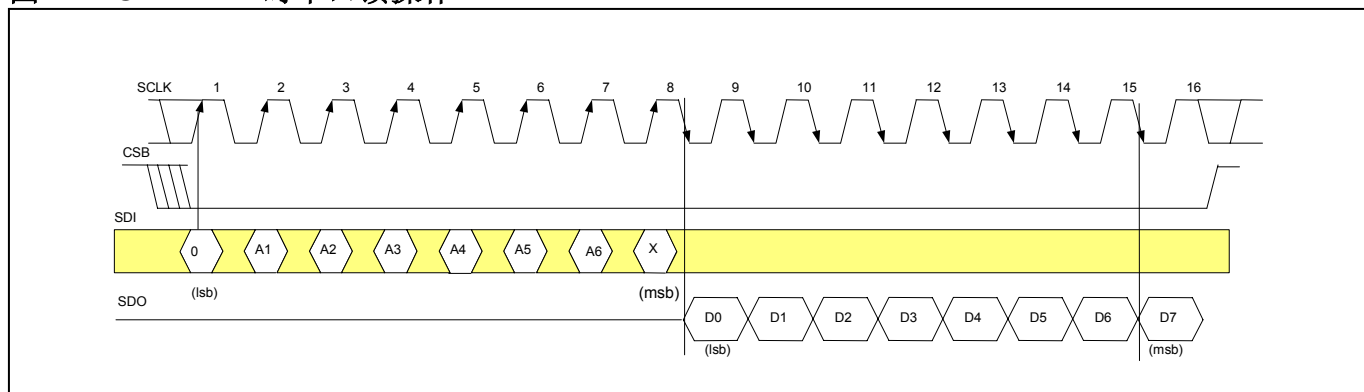 SCLK 1 2 3 4 5 6 7 8 9 10 11 12 13 14 15 16
CSB
SDI
0 A1 A2 A3 A4 A5 A6 X
(lsb) (msb)
SDO
D0 D1 D2 D3 D4 D5 D6 D7
(lsb) (msb)